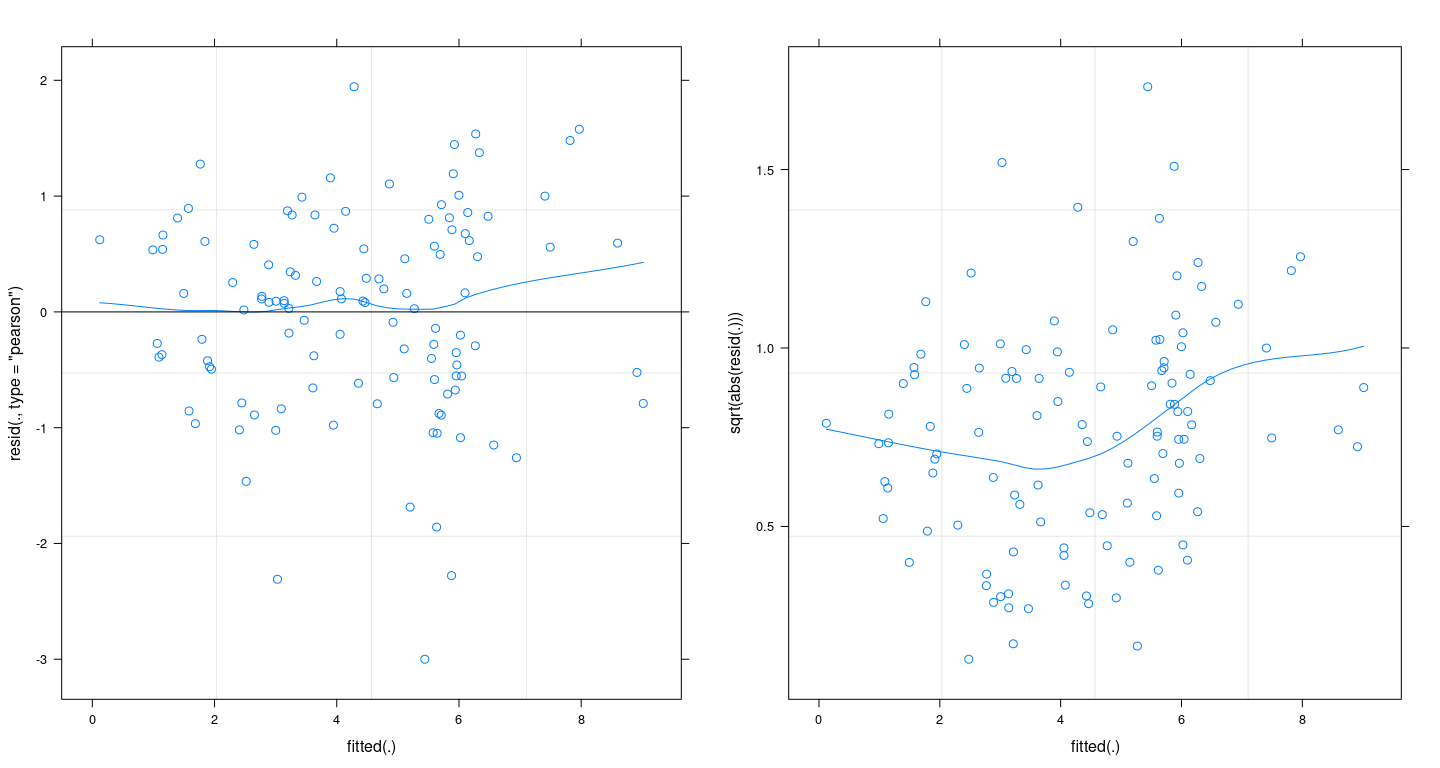 resid(., type = "pearson")
2
1
0
-1
-2
-3
0 2 4 6 8
fitted(.)
sqrt(abs(resid(.)))
1.5
1.0
0.5
0 2 4 6 8
fitted(.)